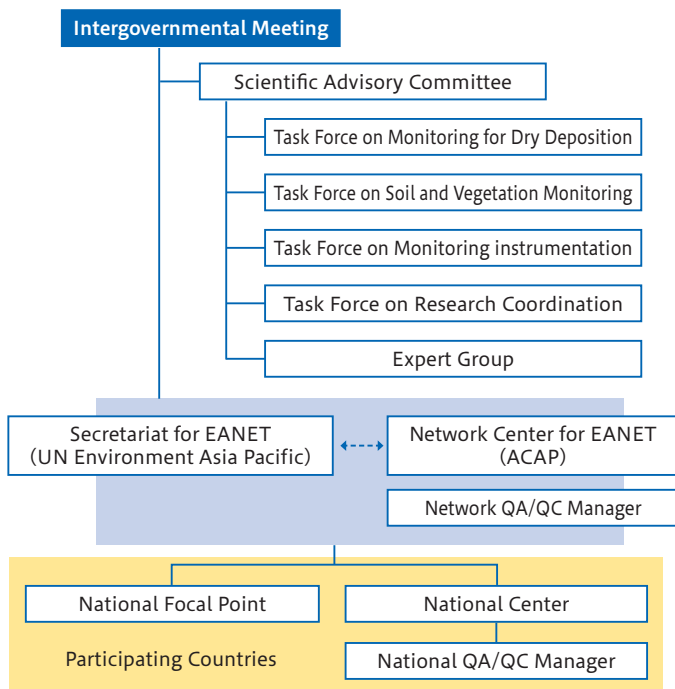 Intergovernmental Meeting
Scientific Advisory Committee
Task Force on Monitoring for Dry Deposition
Task Force on Soil and Vegetation Monitoring
Task Force on Monitoring instrumentation
Task Force on Research Coordination
Expert Group
Secretariat for EANET
(UN Environment Asia Pacific)
Network Center for EANET
(ACAP)
Network QA/QC Manager
National Focal Point
National Center
Participating Countries
National QA/QC Manager